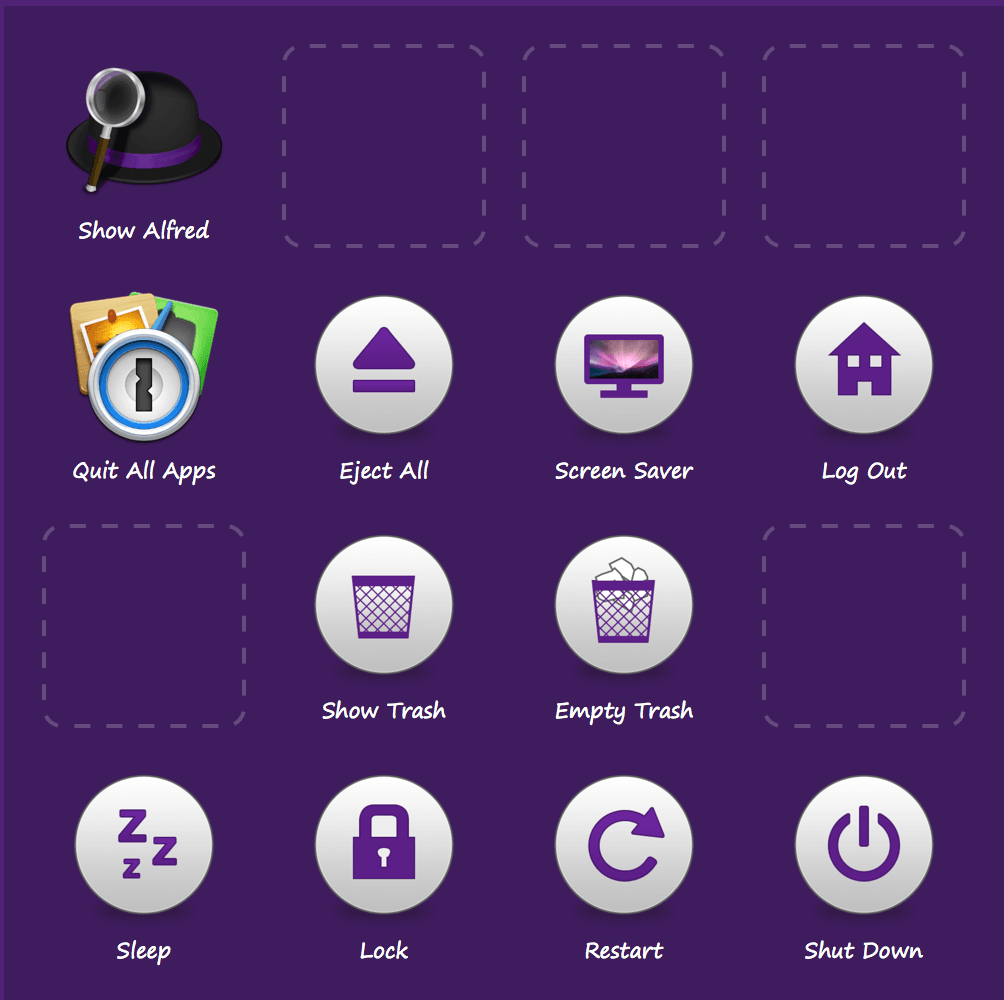 Show Alfred
Quit All Apps
Eject All
Screen Saver
Log Out
Show Trash
Empty Trash
Sleep
Lock
Restart
Shut Down